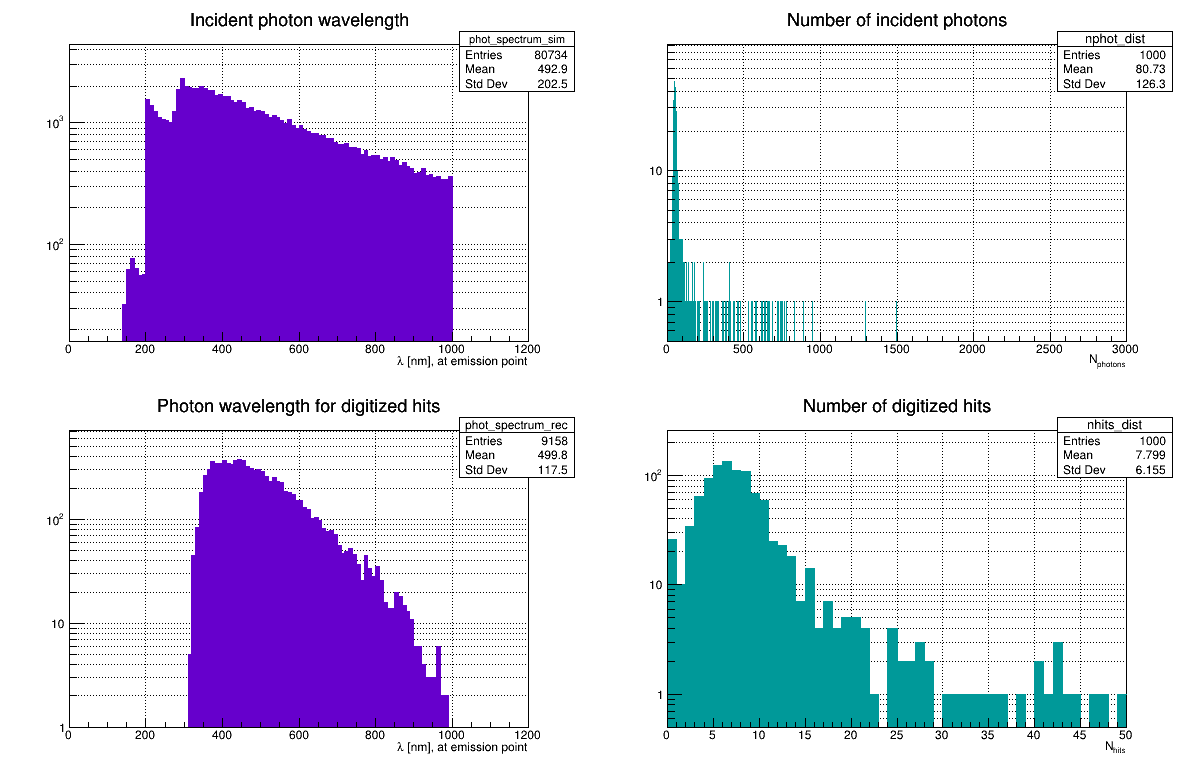 Incident photon wavelength
phot_spectrum_sim
Entries 80734
Mean 492.9
Std Dev 202.5
10³
10²
0 200 400 600 800 1000 1200
λ [nm], at emission point
Number of incident photons
nphot_dist
Entries 1000
Mean 80.73
Std Dev 126.3
10
1
0 500 1000 1500 2000 2500 3000
N_photons
Photon wavelength for digitized hits
phot_spectrum_rec
Entries 9158
Mean 499.8
Std Dev 117.5
10²
10
1
0 200 400 600 800 1000 1200
λ [nm], at emission point
Number of digitized hits
nhits_dist
Entries 1000
Mean 7.799
Std Dev 6.155
10²
10
1
0 5 10 15 20 25 30 35 40 45 50
N_hits